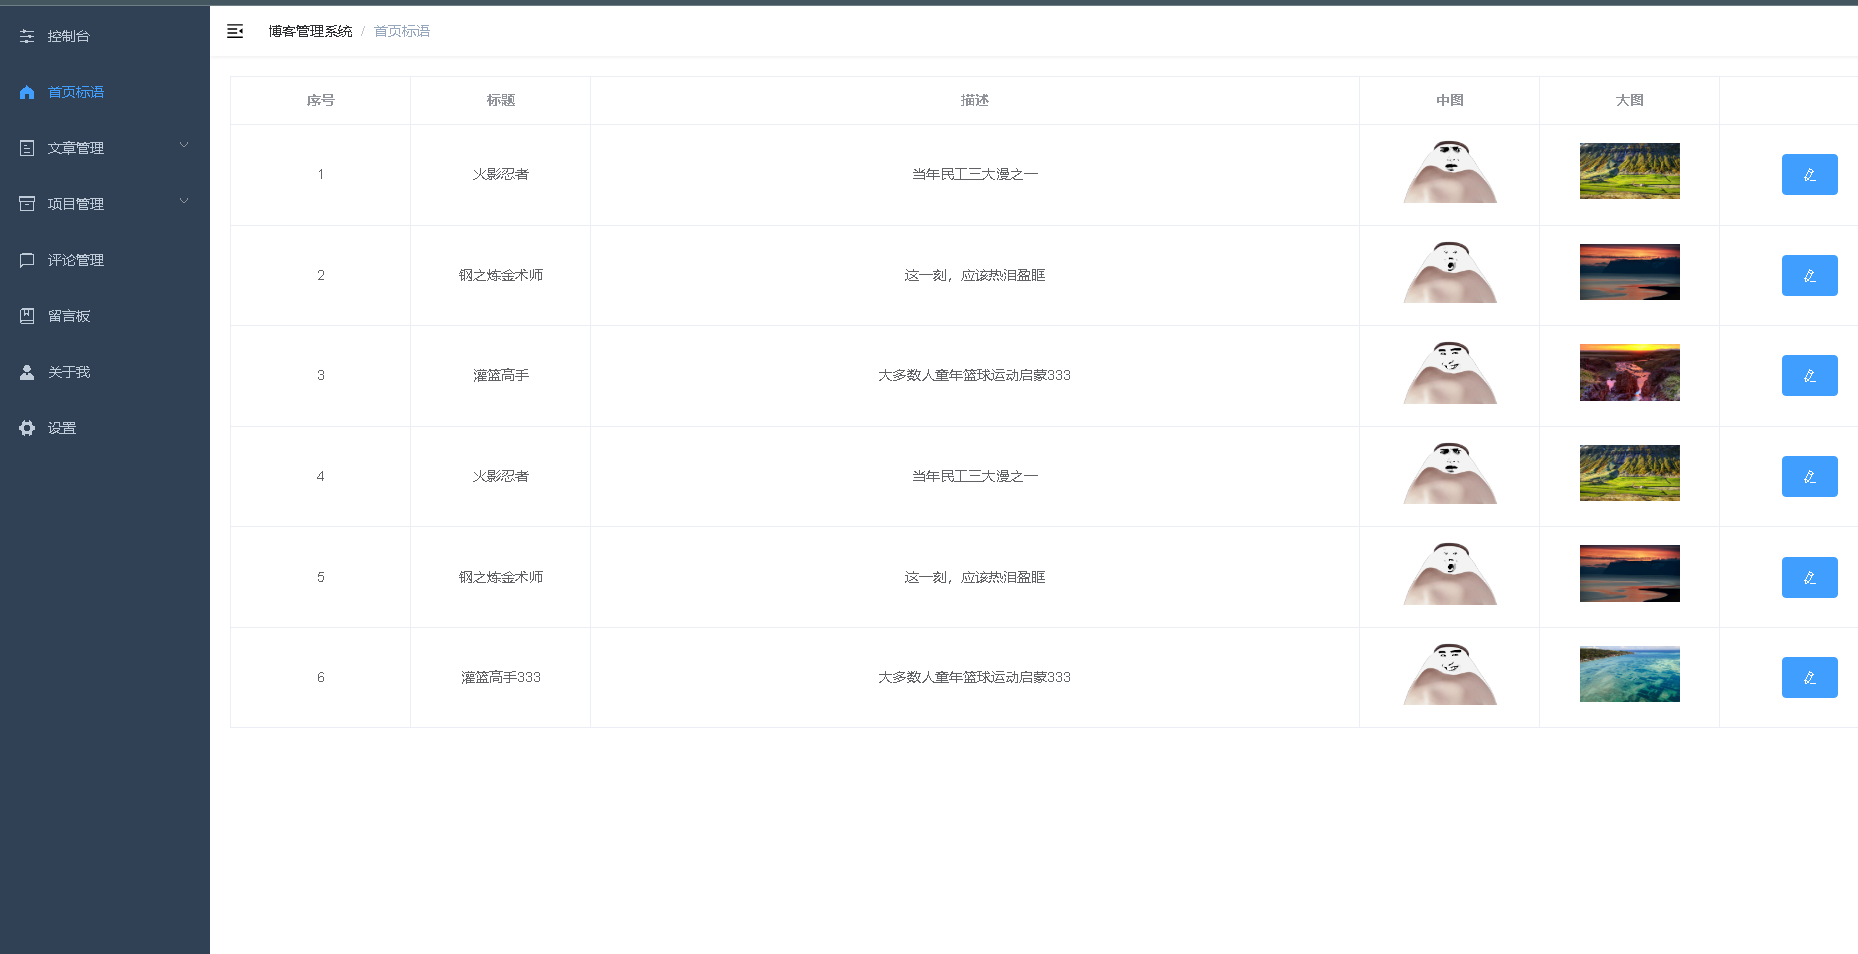 控制台
首页标语
文章管理
项目管理
评论管理
留言板
关于我
设置
博客管理系统 / 首页标语
序号 标题 描述 中图 大图
1 火影忍者 当年民工三大漫之一
2 钢之炼金术师 这一刻，应该热泪盈眶
3 灌篮高手 大多数人童年篮球运动启蒙333
4 火影忍者 当年民工三大漫之一
5 钢之炼金术师 这一刻，应该热泪盈眶
6 灌篮高手333 大多数人童年篮球运动启蒙333